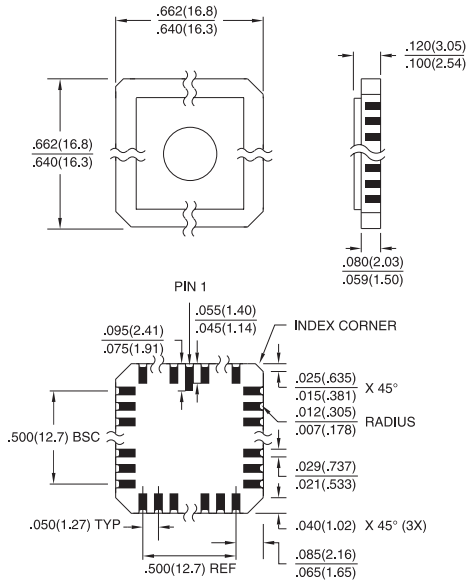 .662(16.8)
.640(16.3)
.120(3.05)
.100(2.54)
.662(16.8)
.640(16.3)
.080(2.03)
.059(1.50)
PIN 1
.055(1.40)
.045(1.14)
.095(2.41)
.075(1.91)
INDEX CORNER
.025(.635)
.015(.381)
X 45°
.012(.305)
.007(.178)
RADIUS
.500(12.7) BSC
.029(.737)
.021(.533)
.050(1.27) TYP
.040(1.02) X 45° (3X)
.500(12.7) REF
.085(2.16)
.065(1.65)